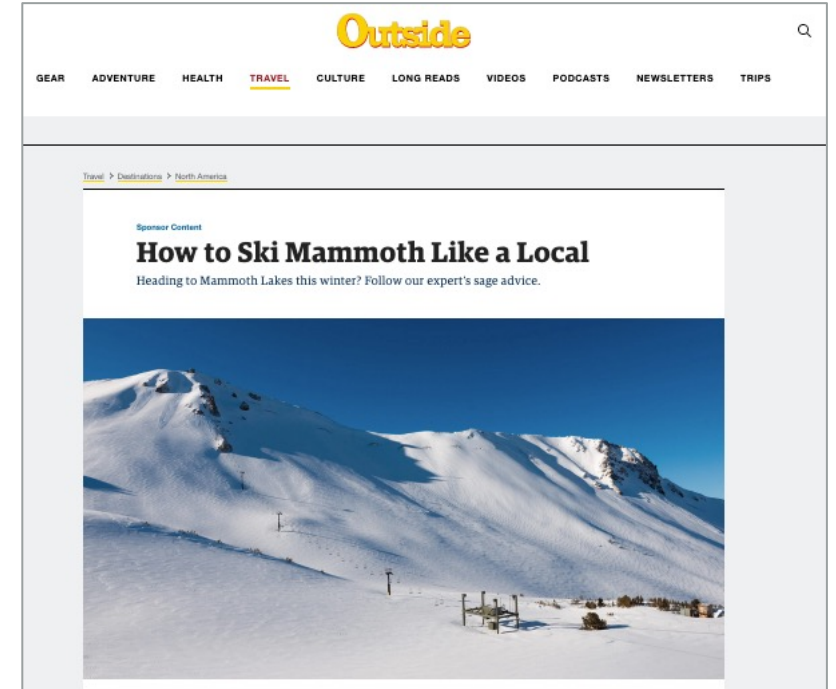 Outside
GEAR ADVENTURE HEALTH TRAVEL CULTURE LONG READS VIDEOS PODCASTS NEWSLETTERS TRIPS
Travel > Destinations > North America
Sponsor Content
How to Ski Mammoth Like a Local
Heading to Mammoth Lakes this winter? Follow our expert's sage advice.